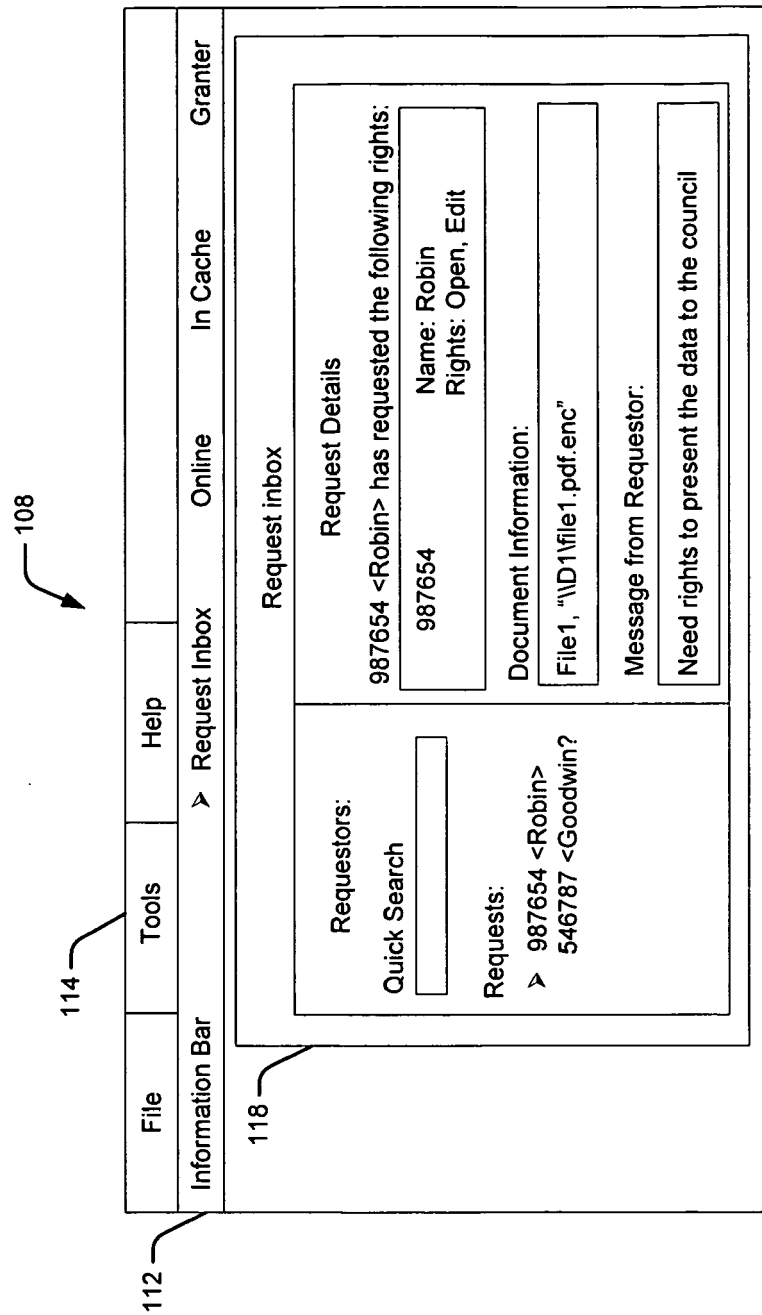 108
114
File Tools Help
112
Information Bar ➢ Request Inbox Online In Cache Granter
118
Request inbox
Requestors:
Quick Search
Requests:
➢ 987654 <Robin>
546787 <Goodwin?
Request Details
987654 <Robin> has requested the following rights:
987654 Name: Robin
Rights: Open, Edit
Document Information:
File1, “\\D1\file1.pdf.enc”
Message from Requestor:
Need rights to present the data to the council